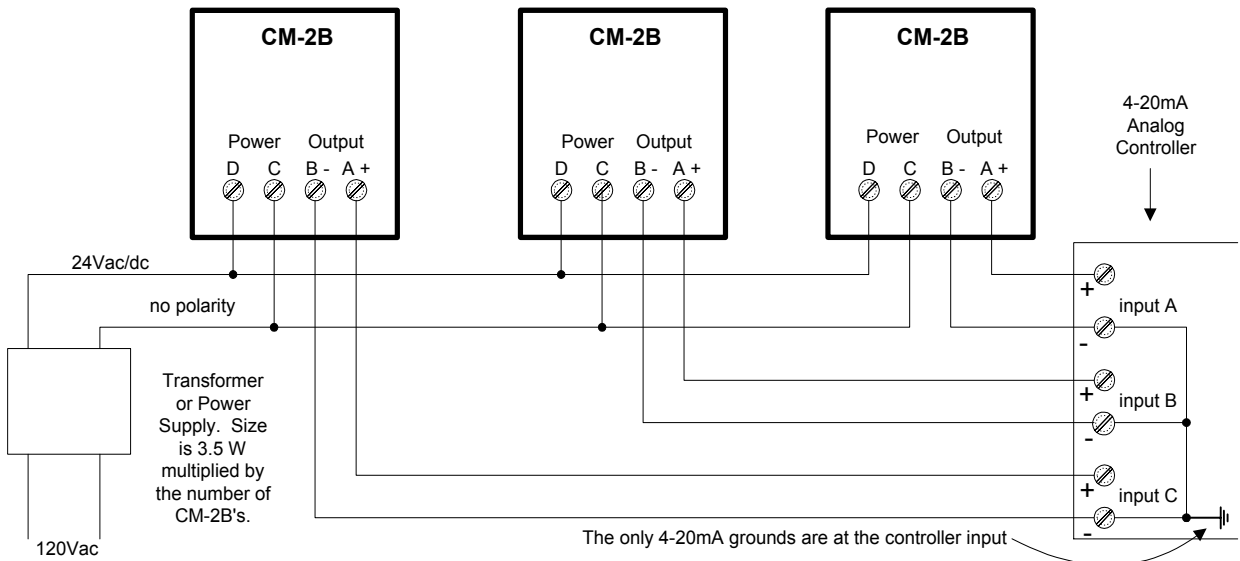 CM-2B
Power Output
D C B - A +
CM-2B
Power Output
D C B - A +
CM-2B
Power Output
D C B - A +
4-20mA
Analog
Controller
24Vac/dc
no polarity
Transformer
or Power
Supply. Size
is 3.5 W
multiplied by
the number of
CM-2B's.
120Vac
+
input A
-
+
input B
-
+
input C
-
The only 4-20mA grounds are at the controller input